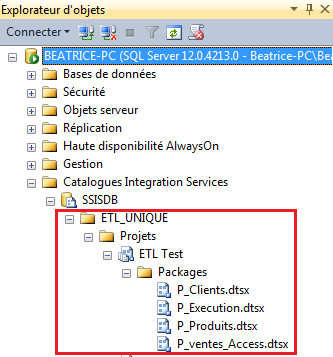 Explorateur d'objets
Connecter
BEATRICE-PC (SQL Server 12.0.4213.0 - Beatrice-PC\Bea
Bases de données
Sécurité
Objets serveur
Réplication
Haute disponibilité AlwaysOn
Gestion
Catalogues Integration Services
SSISDB
ETL_UNIQUE
Projets
ETL Test
Packages
P_Clients.dtsx
P_Execution.dtsx
P_Produits.dtsx
P_ventes_Access.dtsx